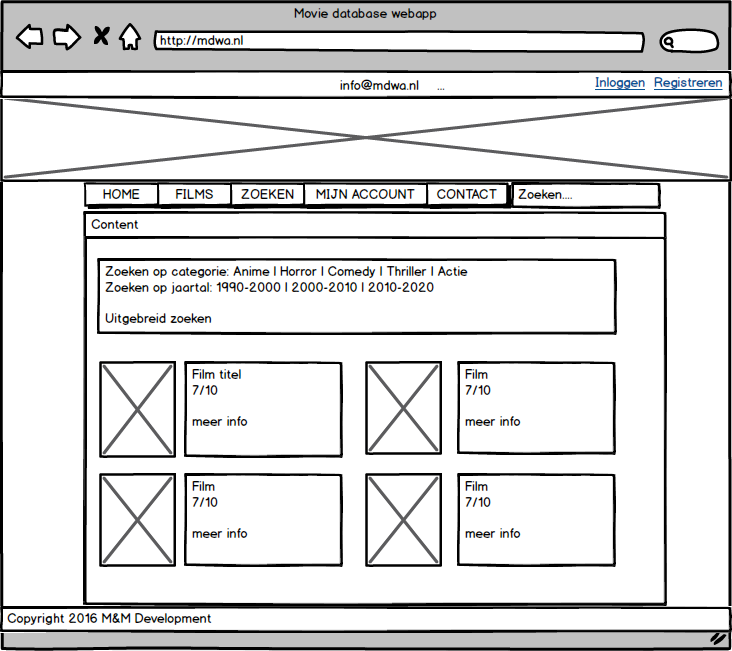 Movie database webapp
http://mdwa.nl
info@mdwa.nl ...
Inloggen Registreren
HOME FILMS ZOEKEN MIJN ACCOUNT CONTACT Zoeken....
Content
Zoeken op categorie: Anime | Horror | Comedy | Thriller | Actie
Zoeken op jaartal: 1990-2000 | 2000-2010 | 2010-2020
Uitgebreid zoeken
Film titel
7/10
meer info
Film
7/10
meer info
Film
7/10
meer info
Film
7/10
meer info
Copyright 2016 M&M Development